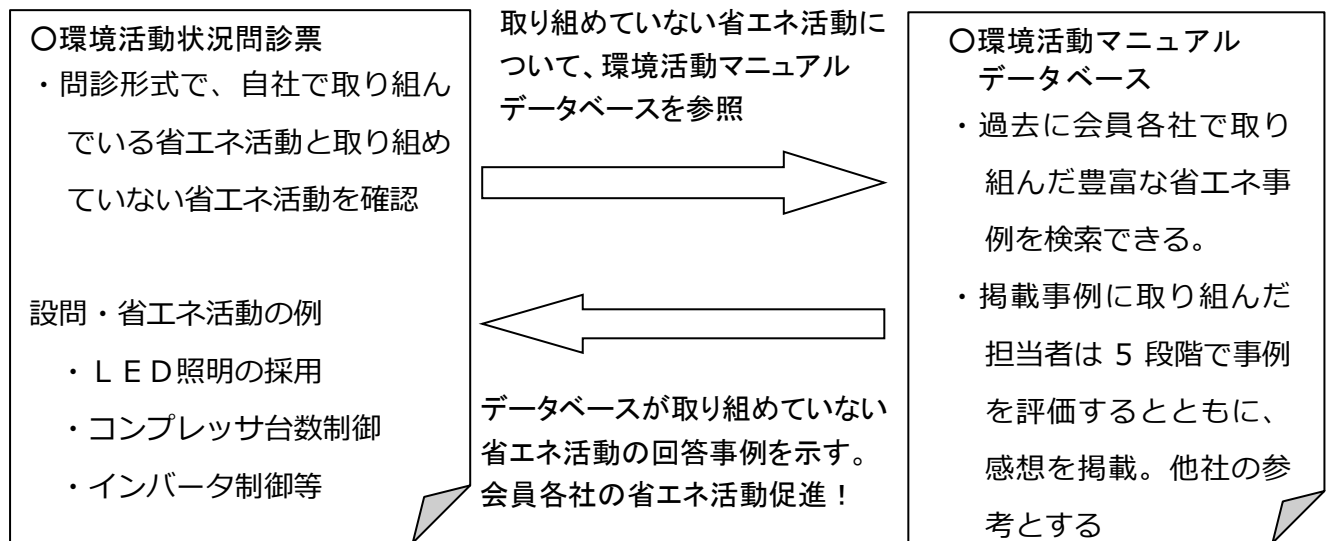 〇環境活動状況問診票
・問診形式で、自社で取り組ん
でいる省エネ活動と取り組め
ていない省エネ活動を確認
設問・省エネ活動の例
・ＬＥＤ照明の採用
・コンプレッサ台数制御
・インバータ制御等
取り組めていない省エネ活動に
ついて、環境活動マニュアル
データベースを参照
データベースが取り組めていない
省エネ活動の回答事例を示す。
会員各社の省エネ活動促進！
〇環境活動マニュアル
データベース
・過去に会員各社で取り
組んだ豊富な省エネ事
例を検索できる。
・掲載事例に取り組んだ
担当者は 5 段階で事例
を評価するとともに、
感想を掲載。他社の参
考とする